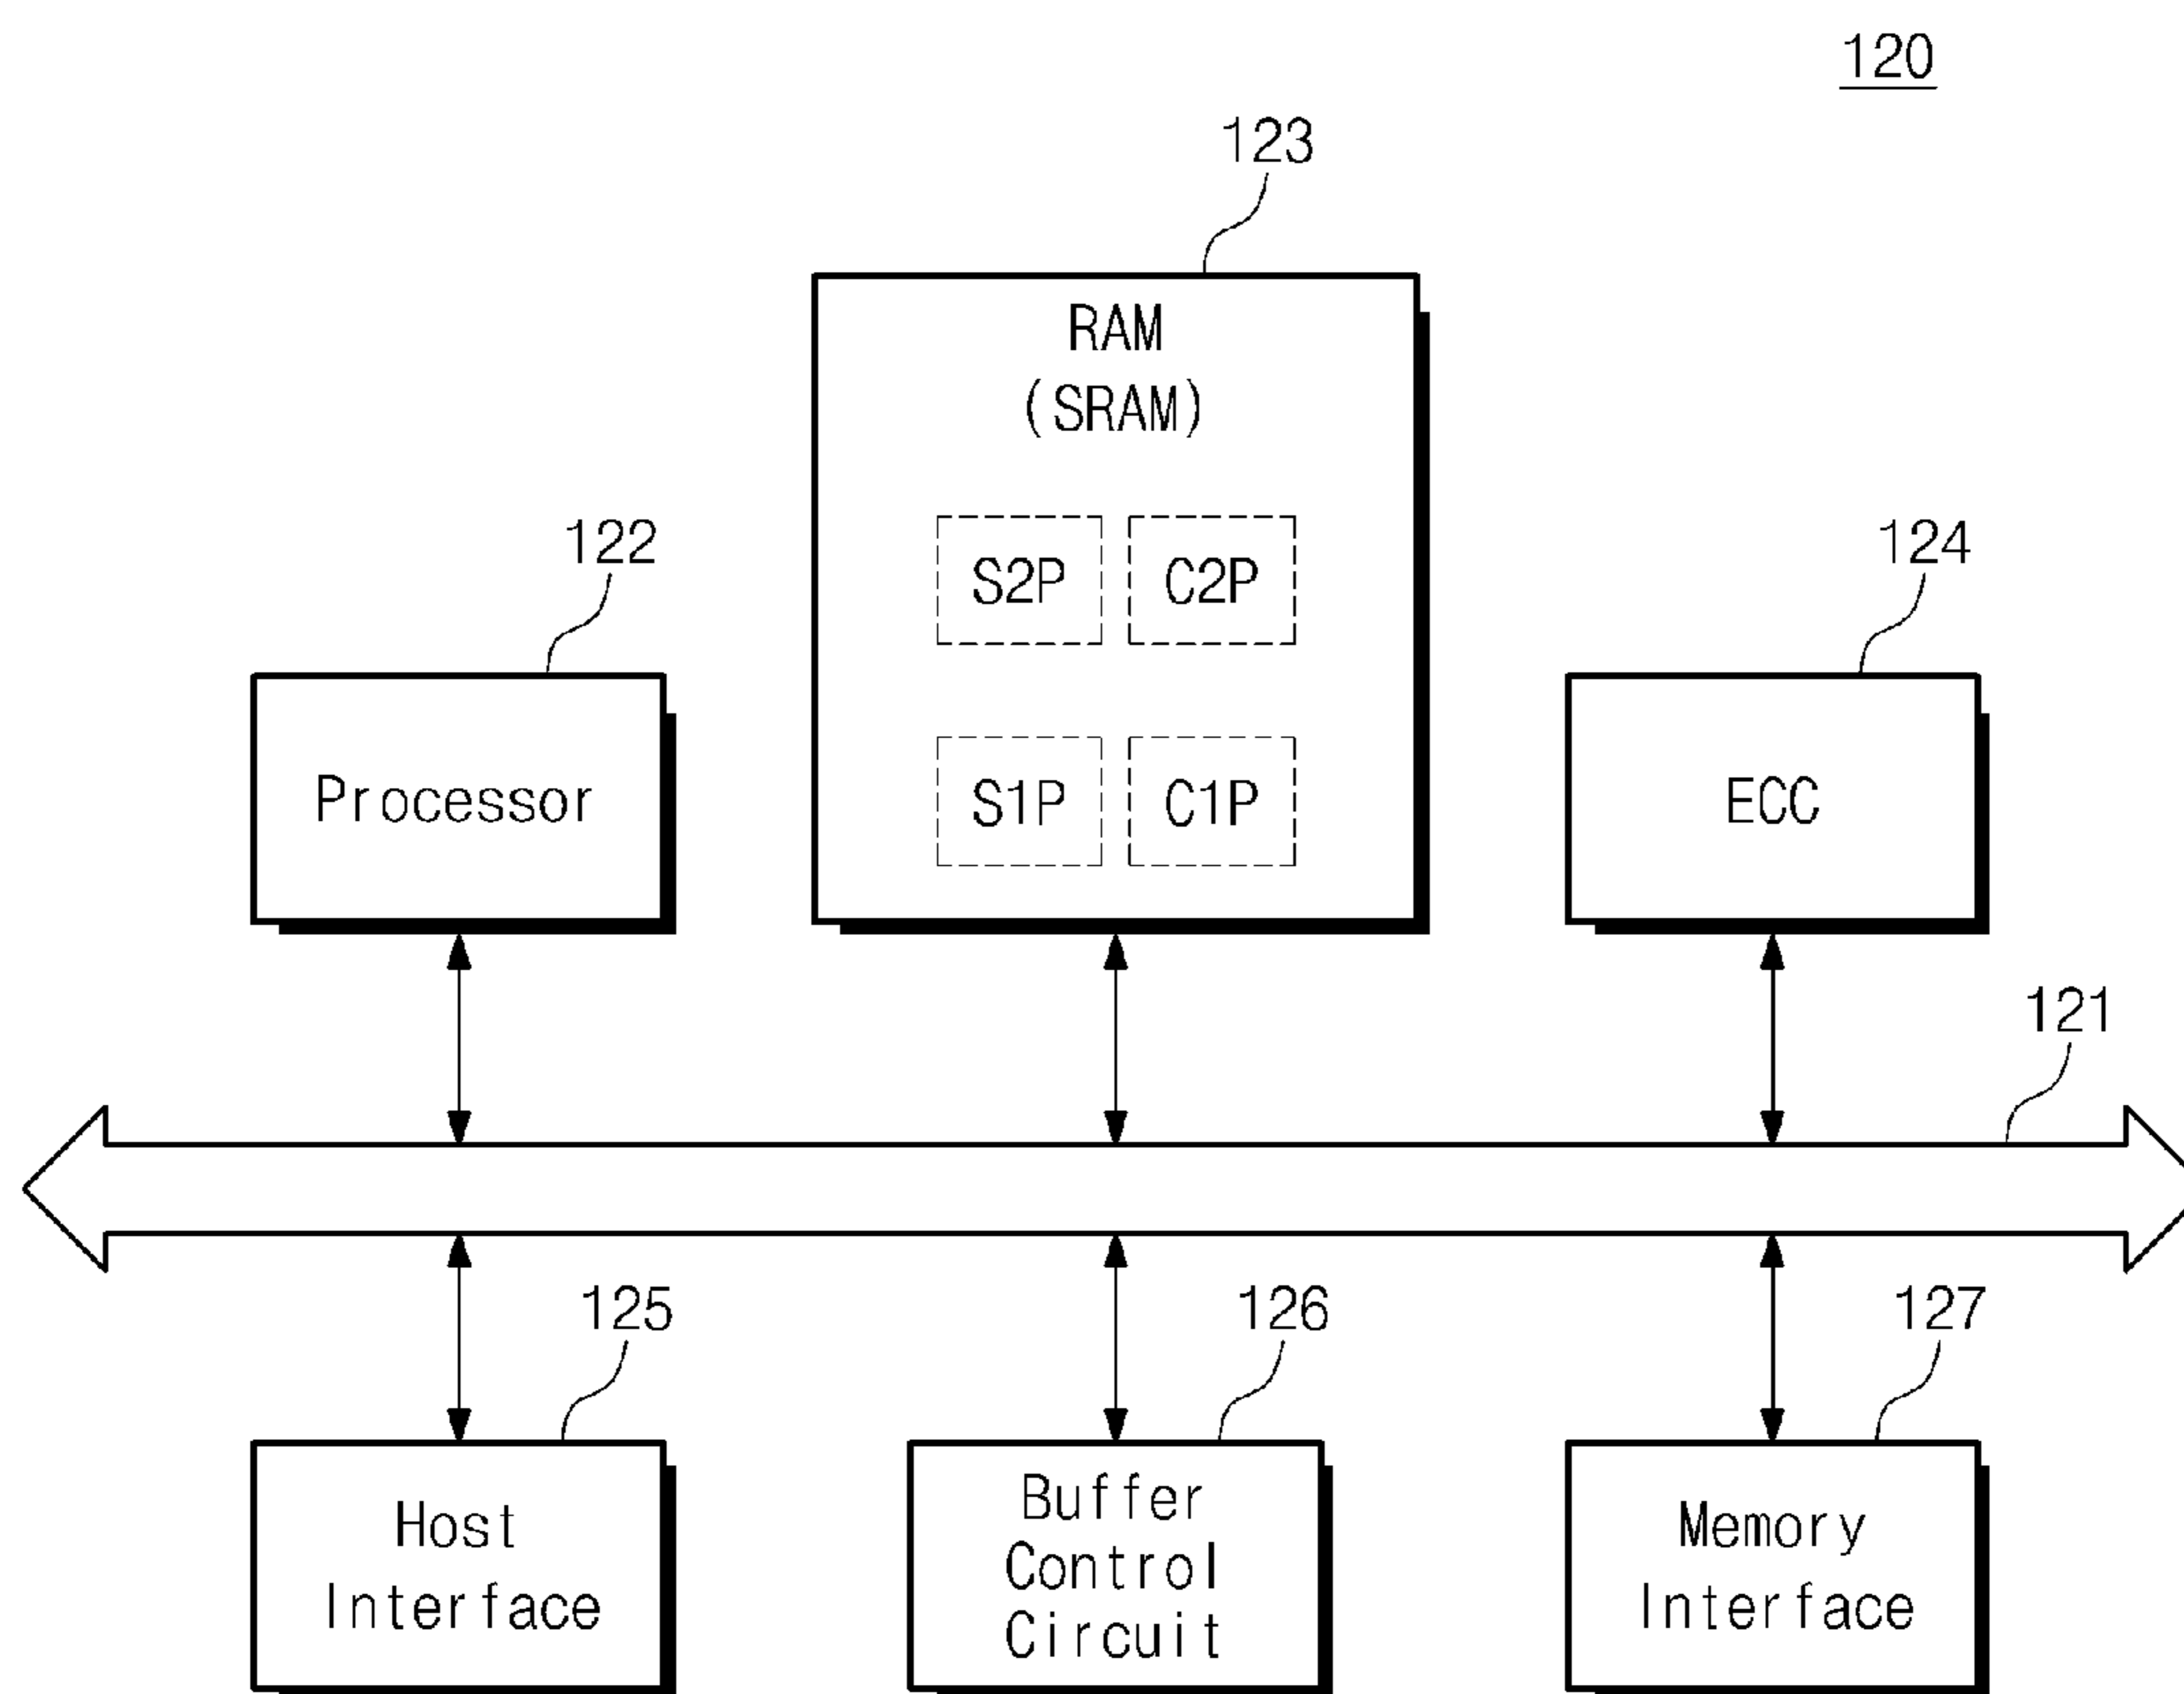 120
123
RAM
(SRAM)
122
124
S2P C2P
Processor
S1P C1P
ECC
121
125
126
127
Host
Interface
Buffer
Control
Circuit
Memory
Interface